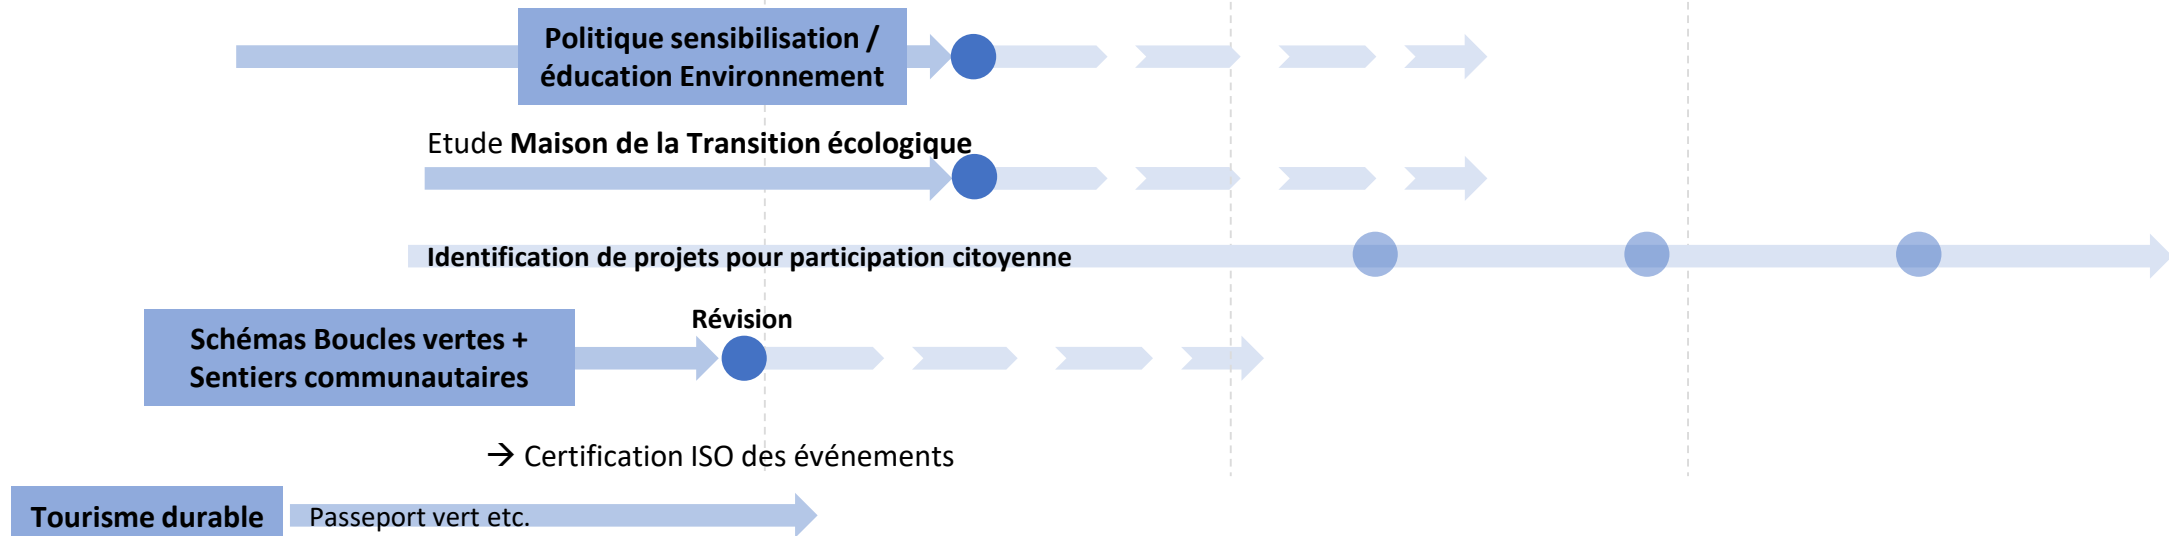 Politique sensibilisation /
éducation Environnement
Etude Maison de la Transition écologique
Identification de projets pour participation citoyenne
Révision
Schémas Boucles vertes +
Sentiers communautaires
→ Certification ISO des événements
Tourisme durable
Passeport vert etc.